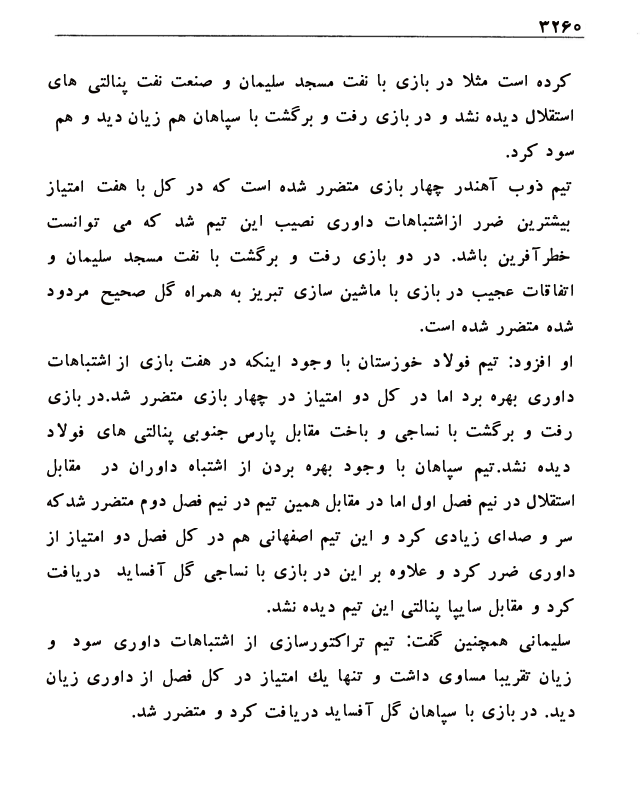 ۳۲۶۰
کرده است مثلا در بازی با نفت مسجد سلیمان و صنعت نفت پنالتی های
استقلال دیده نشد و در بازی رفت و برگشت با سپاهان هم زیان دید و هم
سود کرد.
تیم ذوب آهندر چهار بازی متضرر شده است که در کل با هفت امتیاز
بیشترین ضرر ازاشتباهات داوری نصیب این تیم شد که می توانست
خطرآفرین باشد. در دو بازی رفت و برگشت با نفت مسجد سلیمان و
اتفاقات عجیب در بازی با ماشین سازی تبریز به همراه گل صحیح مردود
شده متضرر شده است.
او افزود: تیم فولاد خوزستان با وجود اینکه در هفت بازی از اشتباهات
داوری بهره برد اما در کل دو امتیاز در چهار بازی متضرر شد.در بازی
رفت و برگشت با نساجی و باخت مقابل پارس جنوبی پنالتی های فولاد
دیده نشد.تیم سپاهان با وجود بهره بردن از اشتباه داوران در مقابل
استقلال در نیم فصل اول اما در مقابل همین تیم در نیم فصل دوم متضرر شدکه
سر و صدای زیادی کرد و این تیم اصفهانی هم در کل فصل دو امتیاز از
داوری ضرر کرد و علاوه بر این در بازی با نساجی گل آفساید دریافت
کرد و مقابل سایپا پنالتی این تیم دیده نشد.
سلیمانی همچنین گفت: تیم تراکتورسازی از اشتباهات داوری سود و
زیان تقریبا مساوی داشت و تنها یك امتیاز در کل فصل از داوری زیان
دید. در بازی با سپاهان گل آفساید دریافت کرد و متضرر شد.